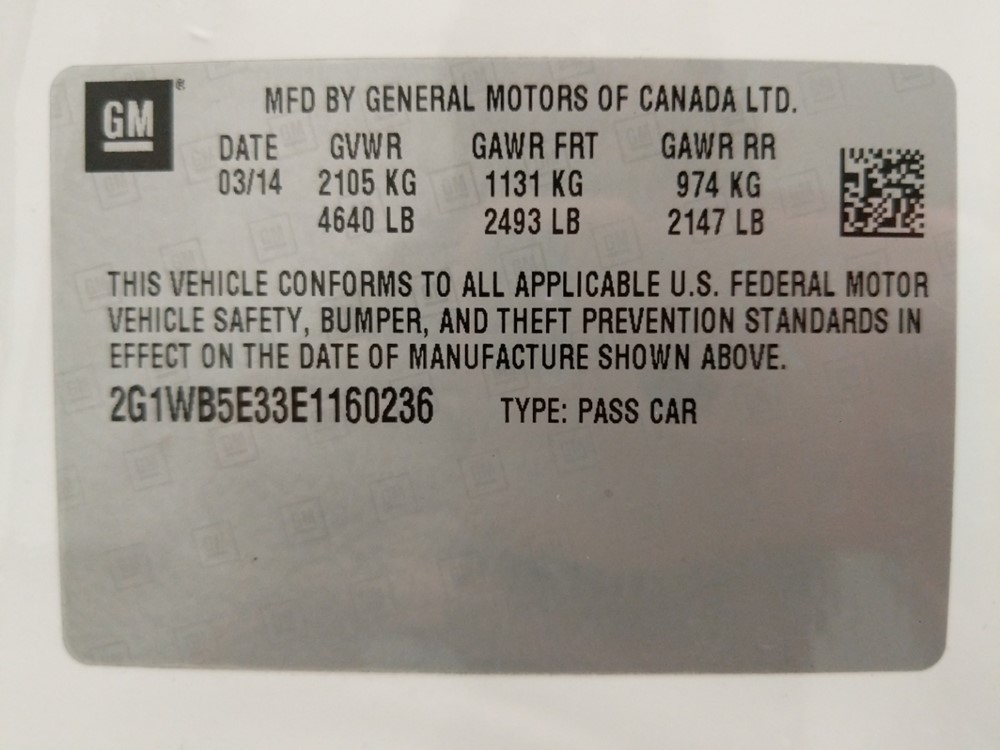 GM ®
MFD BY GENERAL MOTORS OF CANADA LTD.
DATE GVWR GAWR FRT GAWR RR
03/14 2105 KG 1131 KG 974 KG
4640 LB 2493 LB 2147 LB
THIS VEHICLE CONFORMS TO ALL APPLICABLE U.S. FEDERAL MOTOR
VEHICLE SAFETY, BUMPER, AND THEFT PREVENTION STANDARDS IN
EFFECT ON THE DATE OF MANUFACTURE SHOWN ABOVE.
2G1WB5E33E1160236 TYPE: PASS CAR